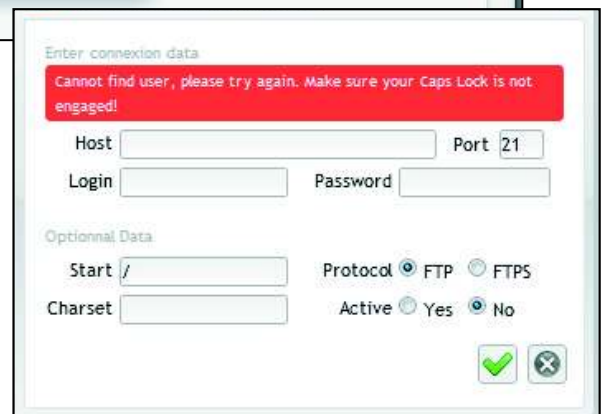 Enter connexion data
Cannot find user, please try again. Make sure your Caps Lock is not
engaged!
Host Port 21
Login Password
Optionnal Data
Start / Protocol FTP FTPS
Charset Active Yes No